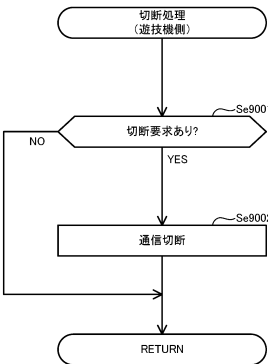 切断処理
(遊技機側)
Se9001
切断要求あり?
NO
YES
Se9002
通信切断
RETURN